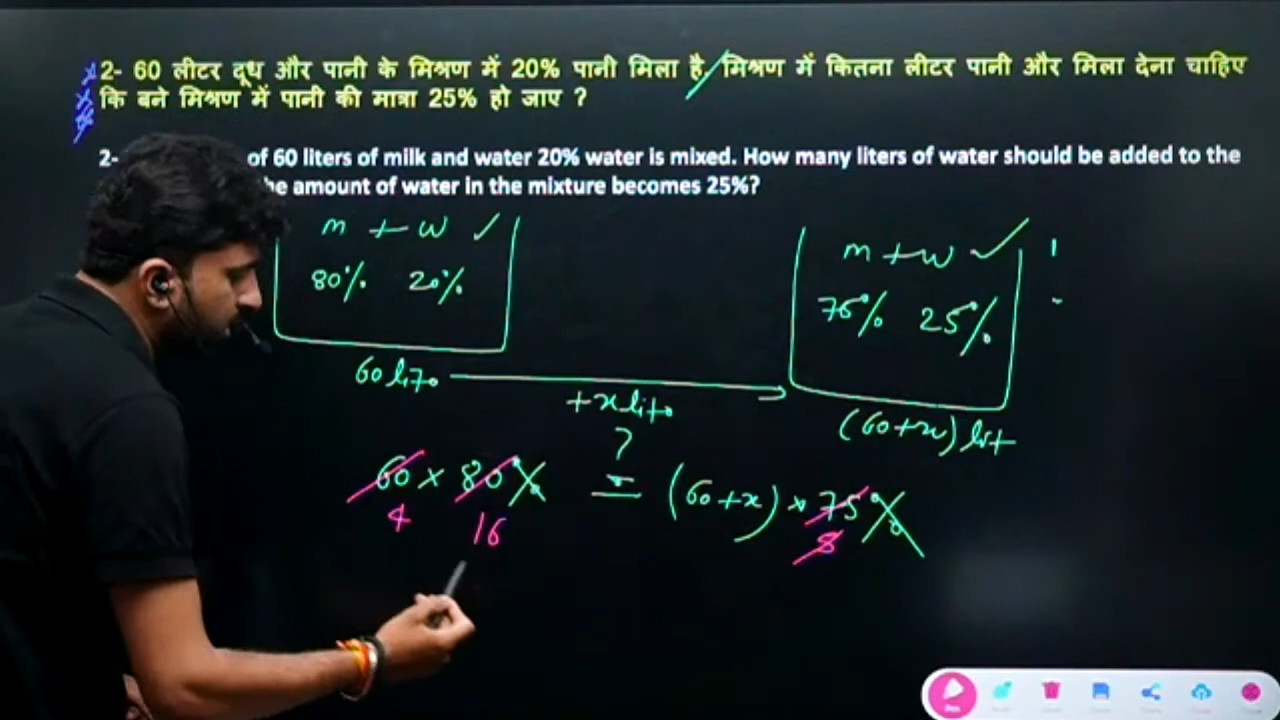 2- 60 लीटर दूध और पानी के मिश्रण में 20% पानी मिला है, मिश्रण में कितना लीटर पानी और मिला देना चाहिए
कि बने मिश्रण में पानी की मात्रा 25% हो जाए ?
2- of 60 liters of milk and water 20% water is mixed. How many liters of water should be added to the
he amount of water in the mixture becomes 25%?
m + w ✓
m + w ✓
80% 20%
75% 25%
60 lit
+x lit
?
(60+x) lit
60 × 80% = (60+x) × 75%
4 16
Pen